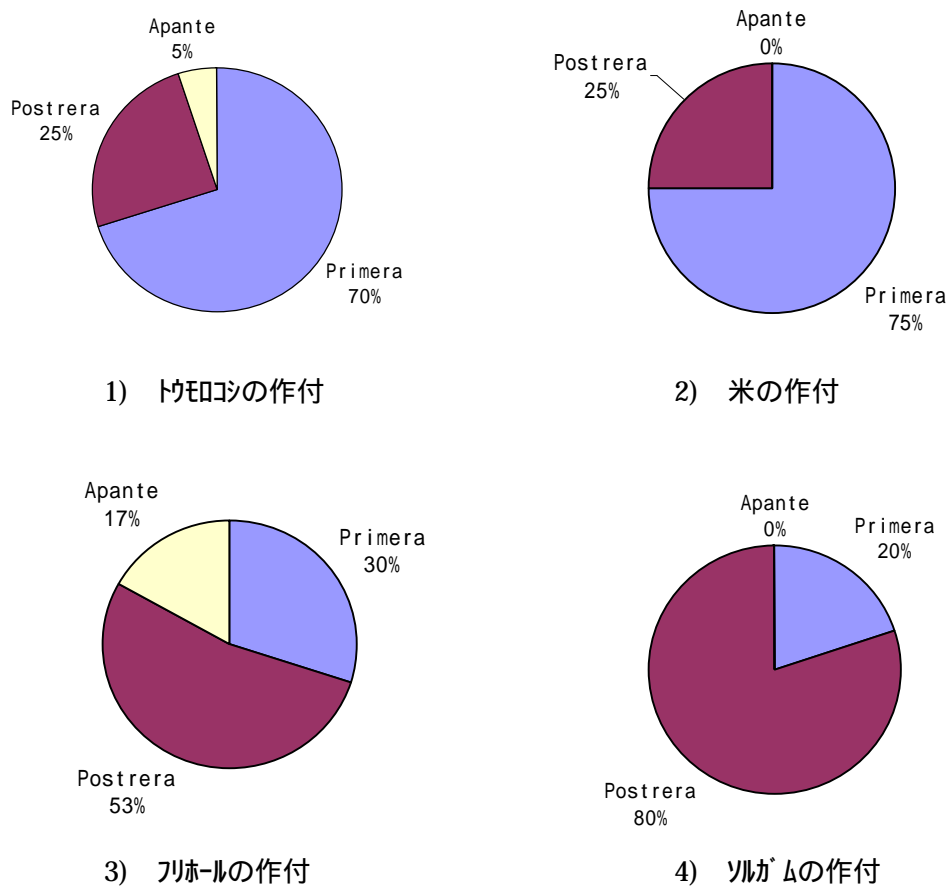 Apante
5%
Postrera
25%
Primera
70%
1) ﾄｳﾓﾛｺｼの作付
Apante
0%
Postrera
25%
Primera
75%
2) 米の作付
Apante
17%
Primera
30%
Postrera
53%
3) ﾌﾘﾎｰﾙの作付
Apante
0%
Primera
20%
Postrera
80%
4) ｿﾙｶﾞﾑの作付